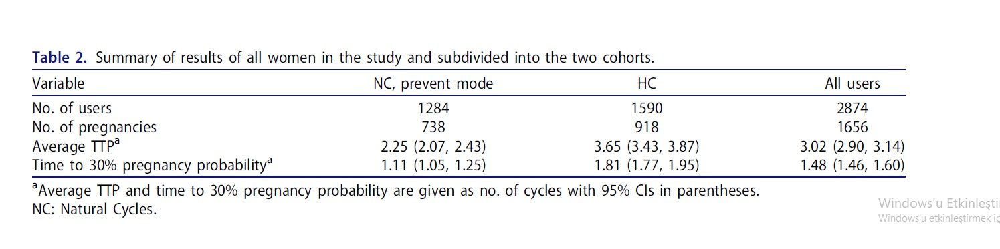 Table 2. Summary of results of all women in the study and subdivided into the two cohorts.
Variable NC, prevent mode HC All users
No. of users 1284 1590 2874
No. of pregnancies 738 918 1656
Average TTPa 2.25 (2.07, 2.43) 3.65 (3.43, 3.87) 3.02 (2.90, 3.14)
Time to 30% pregnancy probabilitya 1.11 (1.05, 1.25) 1.81 (1.77, 1.95) 1.48 (1.46, 1.60)
aAverage TTP and time to 30% pregnancy probability are given as no. of cycles with 95% CIs in parentheses.
NC: Natural Cycles.
Windows'u Etkinleşti
Windows'u etkinleştirmek iç